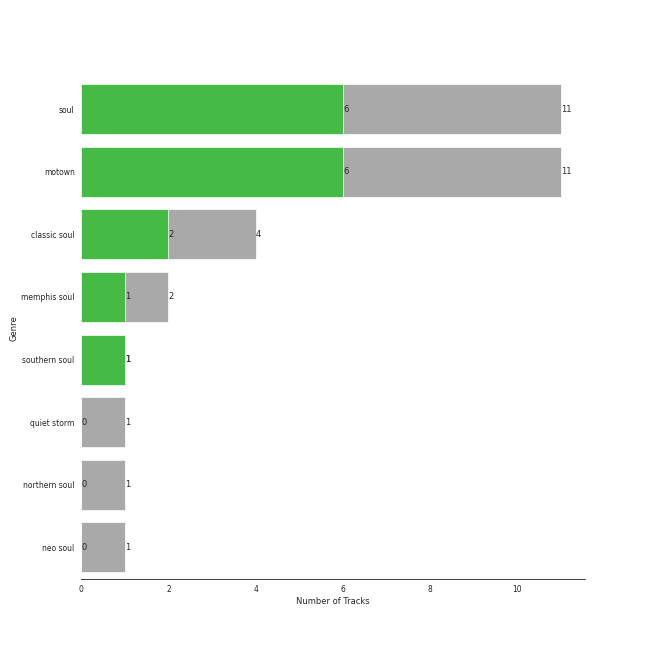 soul 6 11
motown 6 11
classic soul 2 4
memphis soul 1 2
southern soul 1
quiet storm 0 1
northern soul 0 1
neo soul 0 1
Genre
0 2 4 6 8 10
Number of Tracks